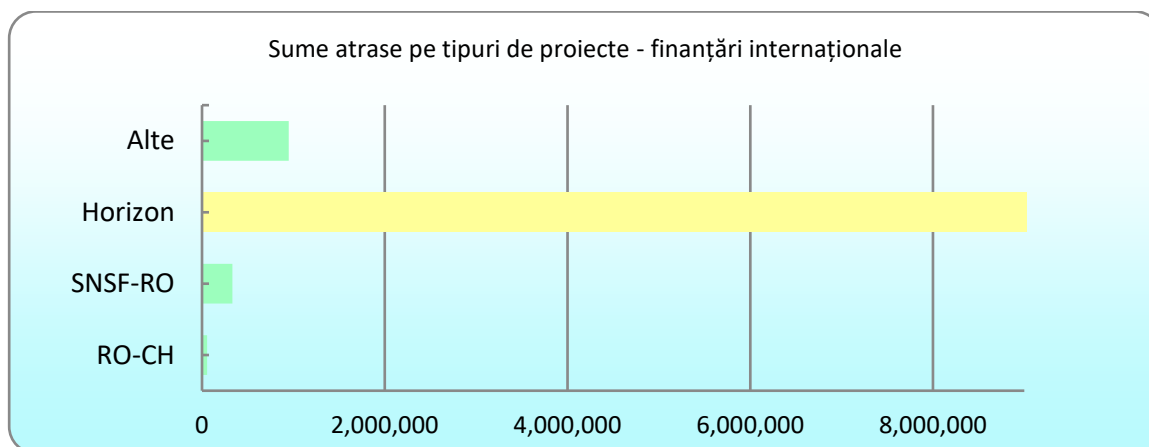 Sume atrase pe tipuri de proiecte - finanțări internaționale
Alte
Horizon
SNSF-RO
RO-CH
0 2,000,000 4,000,000 6,000,000 8,000,000